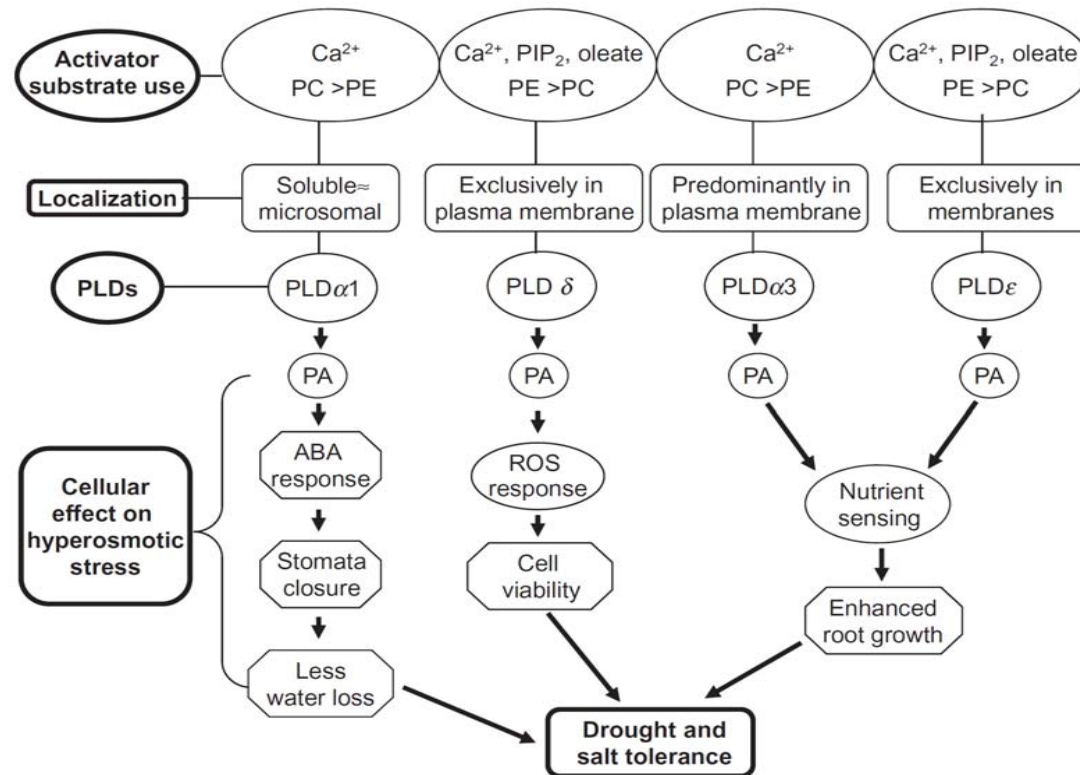 Activator
substrate use
Ca²⁺
PC >PE
Ca²⁺, PIP₂, oleate
PE >PC
Ca²⁺
PC >PE
Ca²⁺, PIP₂, oleate
PE >PC
Localization
Soluble≈
microsomal
Exclusively in
plasma membrane
Predominantly in
plasma membrane
Exclusively in
membranes
PLDs
PLDα1
PLD δ
PLDα3
PLDε
PA
PA
PA
PA
Cellular
effect on
hyperosmotic
stress
ABA
response
Stomata
closure
Less
water loss
ROS
response
Cell
viability
Nutrient
sensing
Enhanced
root growth
Drought and
salt tolerance